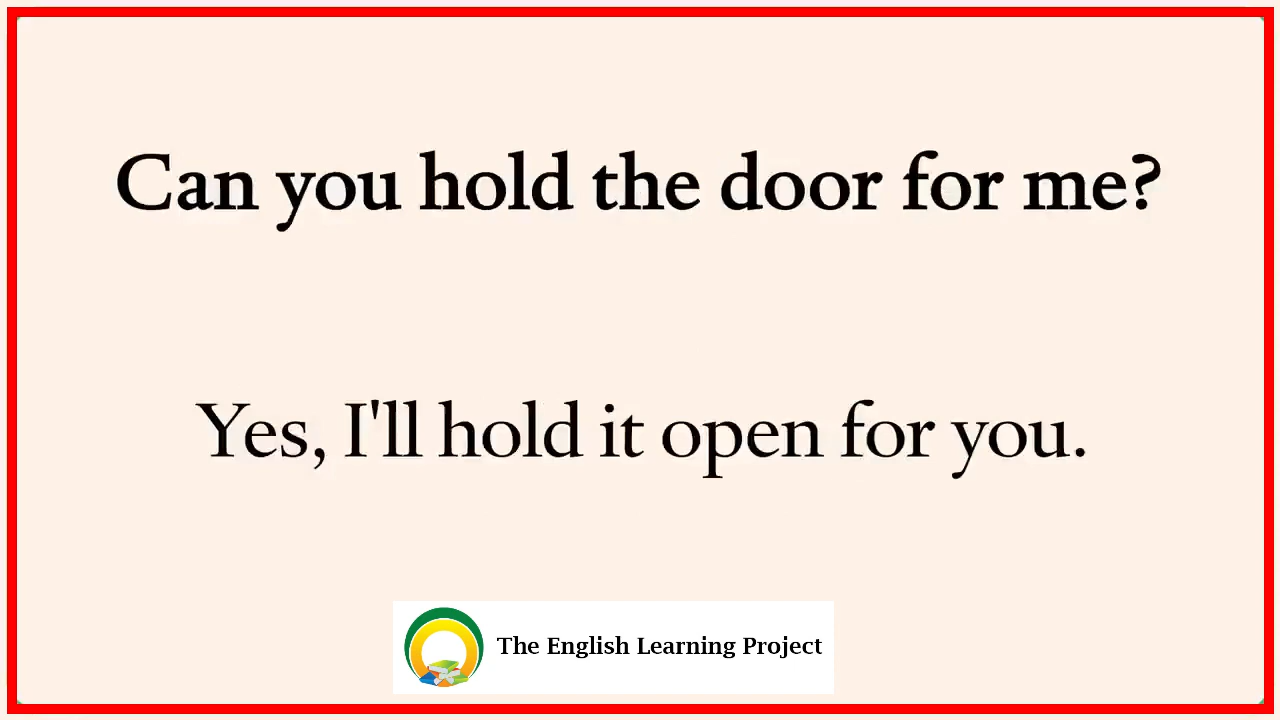 Can you hold the door for me?
Yes, I'll hold it open for you.
The English Learning Project